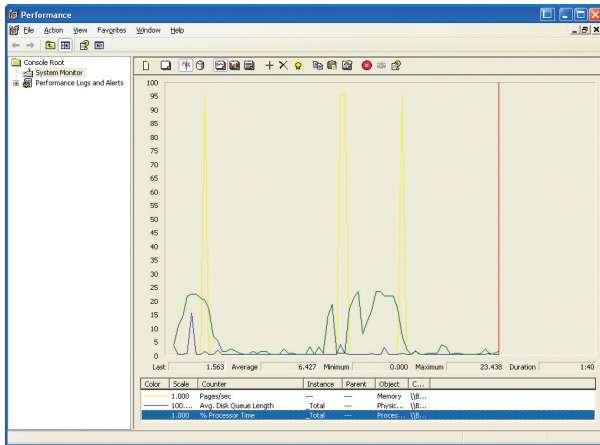 Performance
File Action View Favorites Window Help
Console Root
System Monitor
Performance Logs and Alerts
100
95
90
85
80
75
70
65
60
55
50
45
40
35
30
25
20
15
10
5
0
Last 1.563 Average 6.427 Minimum 0.000 Maximum 23.438 Duration 1:40
Color Scale Counter Instance Parent Object C...
1.000 Pages/sec --- --- Memory \\B...
100.... Avg. Disk Queue Length _Total --- Physic... \\B...
1.000 % Processor Time _Total --- Proces... \\B...